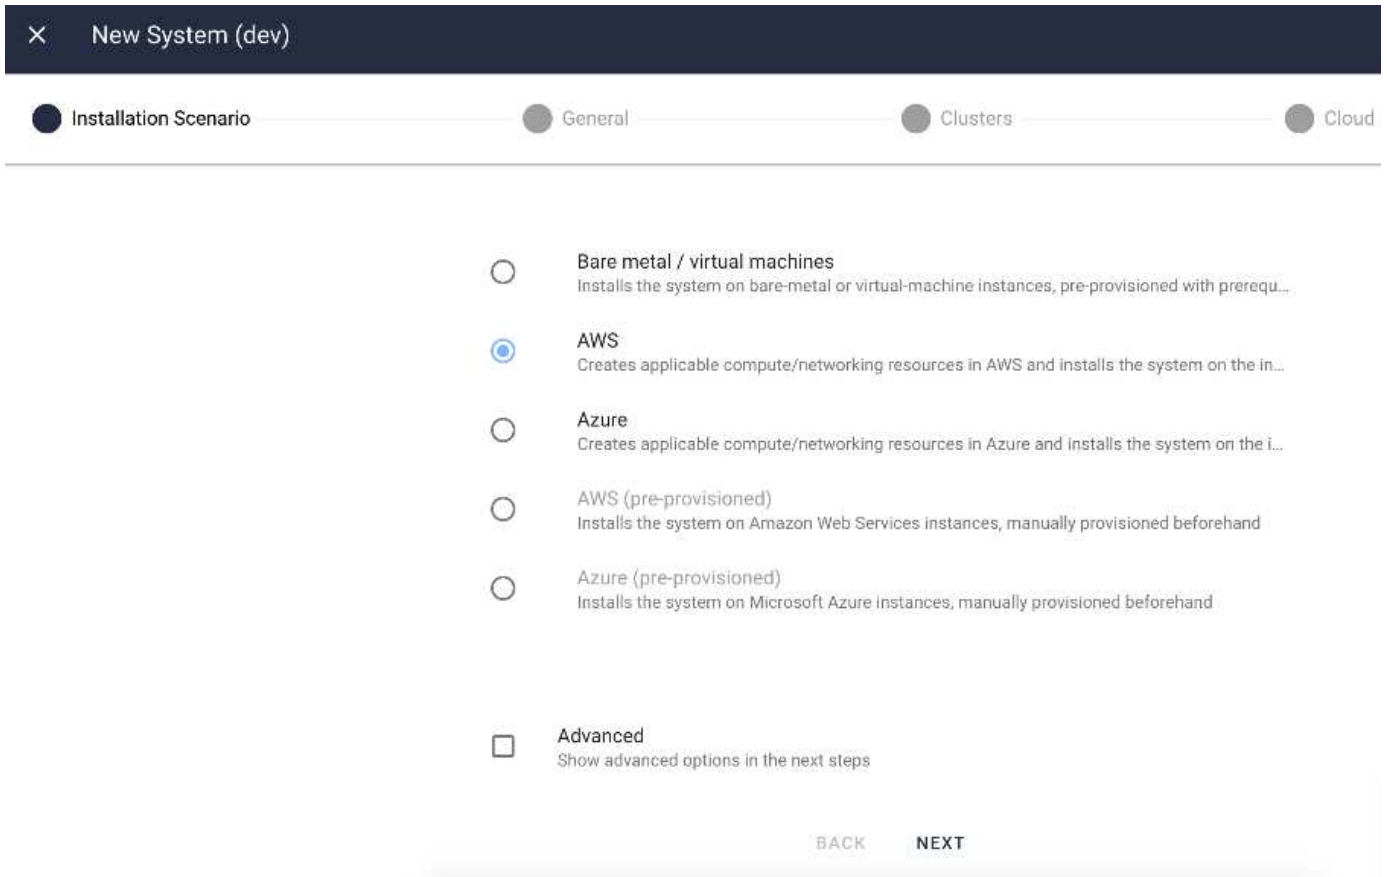 New System (dev)
Installation Scenario
General
Clusters
Cloud
Bare metal / virtual machines
Installs the system on bare-metal or virtual-machine instances, pre-provisioned with prerequ...
AWS
Creates applicable compute/networking resources in AWS and installs the system on the in...
Azure
Creates applicable compute/networking resources in Azure and installs the system on the i...
AWS (pre-provisioned)
Installs the system on Amazon Web Services instances, manually provisioned beforehand
Azure (pre-provisioned)
Installs the system on Microsoft Azure instances, manually provisioned beforehand
Advanced
Show advanced options in the next steps
BACK
NEXT